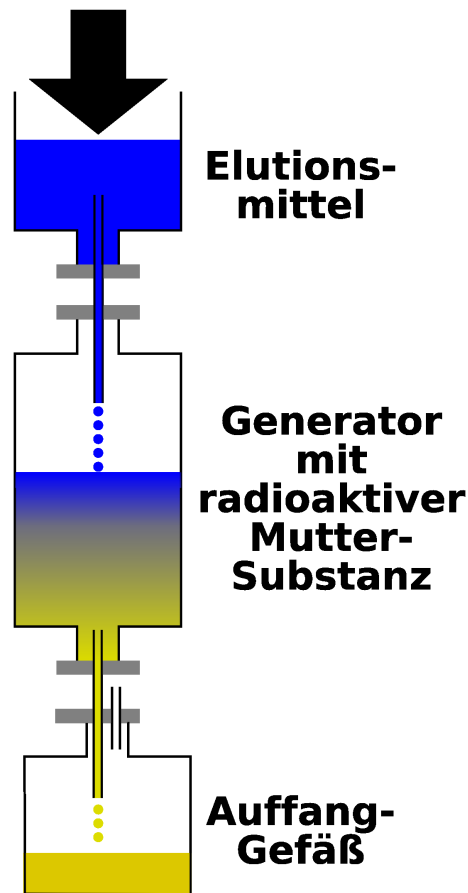 Elutions-
mittel
Generator
mit
radioaktiver
Mutter-
Substanz
Auffang-
Gefäß